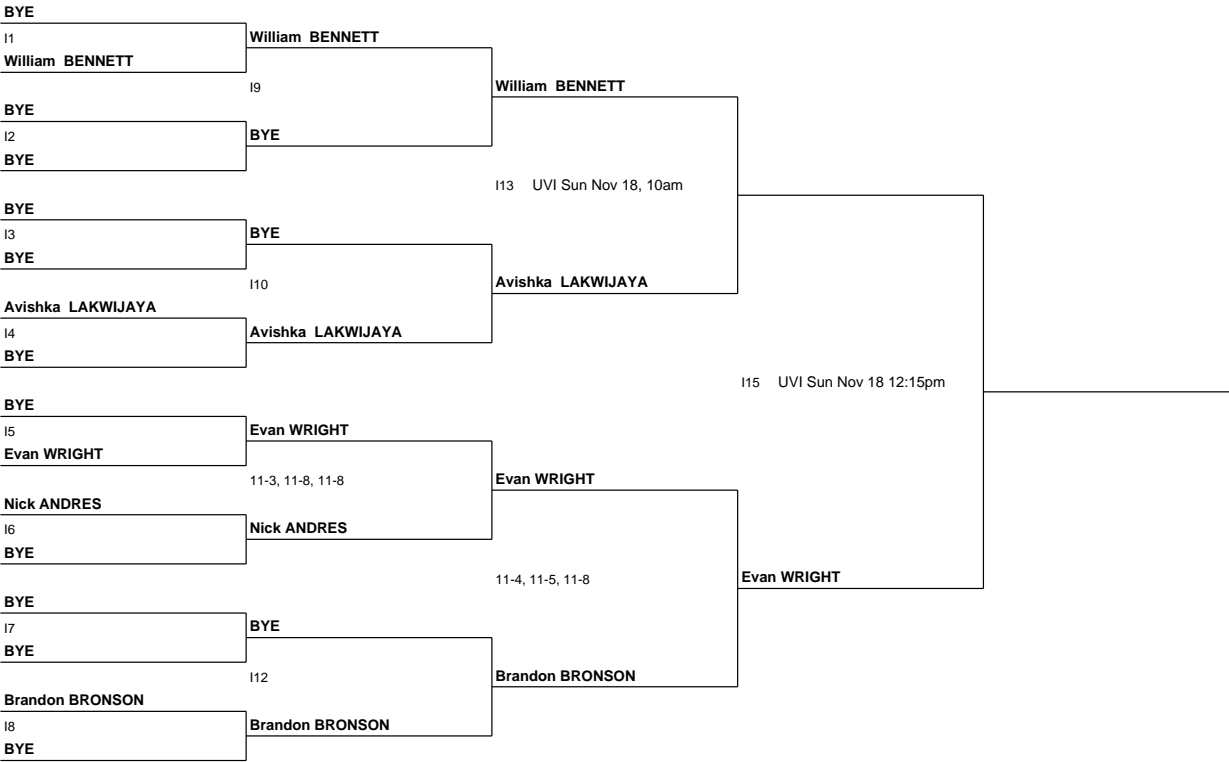 BYE
I1
William BENNETT
William BENNETT
I9
William BENNETT
BYE
I2
BYE
BYE
I13 UVI Sun Nov 18, 10am
BYE
I3
BYE
BYE
I10
Avishka LAKWIJAYA
Avishka LAKWIJAYA
I4
Avishka LAKWIJAYA
BYE
I15 UVI Sun Nov 18 12:15pm
BYE
I5
Evan WRIGHT
Evan WRIGHT
11-3, 11-8, 11-8
Evan WRIGHT
Nick ANDRES
I6
Nick ANDRES
BYE
11-4, 11-5, 11-8
Evan WRIGHT
BYE
I7
BYE
BYE
I12
Brandon BRONSON
Brandon BRONSON
I8
Brandon BRONSON
BYE